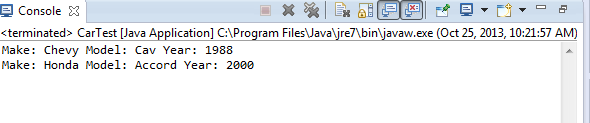 Console
<terminated> CarTest [Java Application] C:\Program Files\Java\jre7\bin\javaw.exe (Oct 25, 2013, 10:21:57 AM)
Make: Chevy Model: Cav Year: 1988
Make: Honda Model: Accord Year: 2000